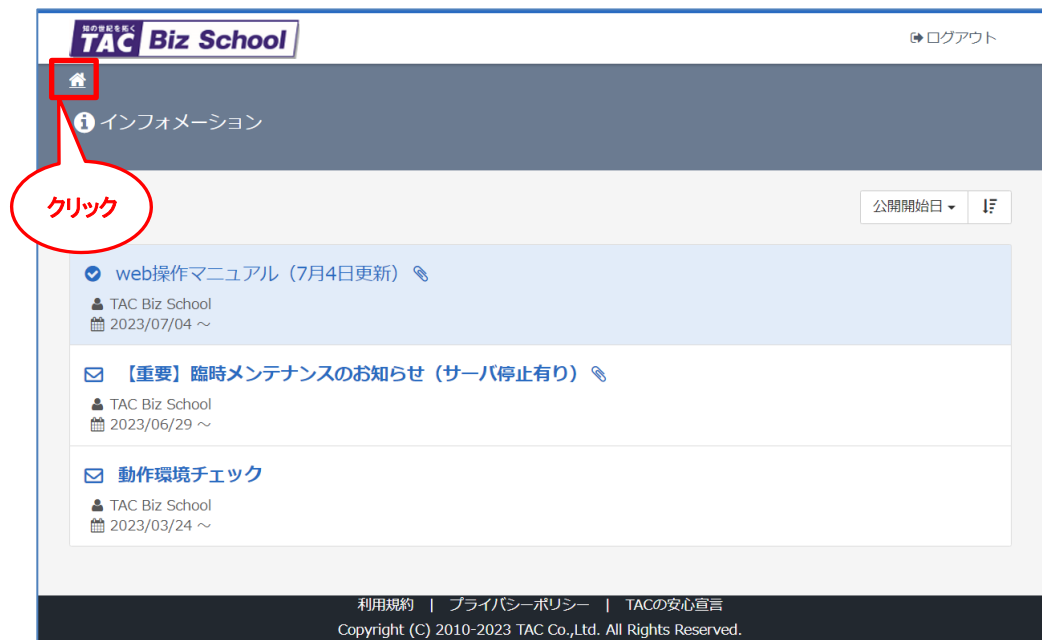 知の世紀を拓く
TAC Biz School
ログアウト
インフォメーション
クリック
公開開始日
web操作マニュアル（7月4日更新）
TAC Biz School
2023/07/04 ～
【重要】臨時メンテナンスのお知らせ（サーバ停止有り）
TAC Biz School
2023/06/29 ～
動作環境チェック
TAC Biz School
2023/03/24 ～
利用規約 | プライバシーポリシー | TACの安心宣言
Copyright (C) 2010-2023 TAC Co.,Ltd. All Rights Reserved.